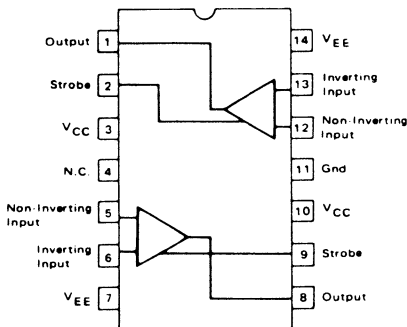 Output 1
Strobe 2
VCC 3
N.C. 4
Non-Inverting
Input 5
Inverting
Input 6
VEE 7
14 VEE
13 Inverting
Input
12 Non-Inverting
Input
11 Gnd
10 VCC
9 Strobe
8 Output